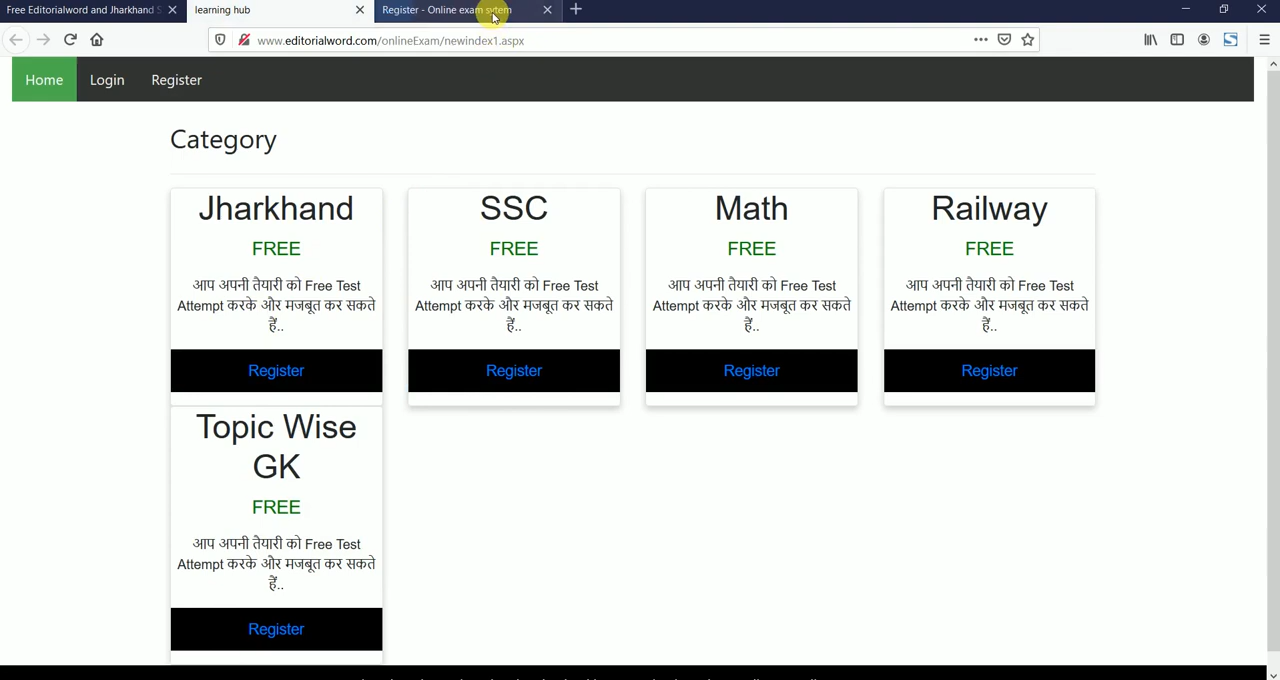 Free Editorialword and Jharkhand S
learning hub
Register - Online exam sytem
www.editorialword.com/onlineExam/newindex1.aspx
Home Login Register
Category
Jharkhand
FREE
आप अपनी तैयारी को Free Test
Attempt करके और मजबूत कर सकते
हैं..
Register
SSC
FREE
आप अपनी तैयारी को Free Test
Attempt करके और मजबूत कर सकते
हैं..
Register
Math
FREE
आप अपनी तैयारी को Free Test
Attempt करके और मजबूत कर सकते
हैं..
Register
Railway
FREE
आप अपनी तैयारी को Free Test
Attempt करके और मजबूत कर सकते
हैं..
Register
Topic Wise
GK
FREE
आप अपनी तैयारी को Free Test
Attempt करके और मजबूत कर सकते
हैं..
Register